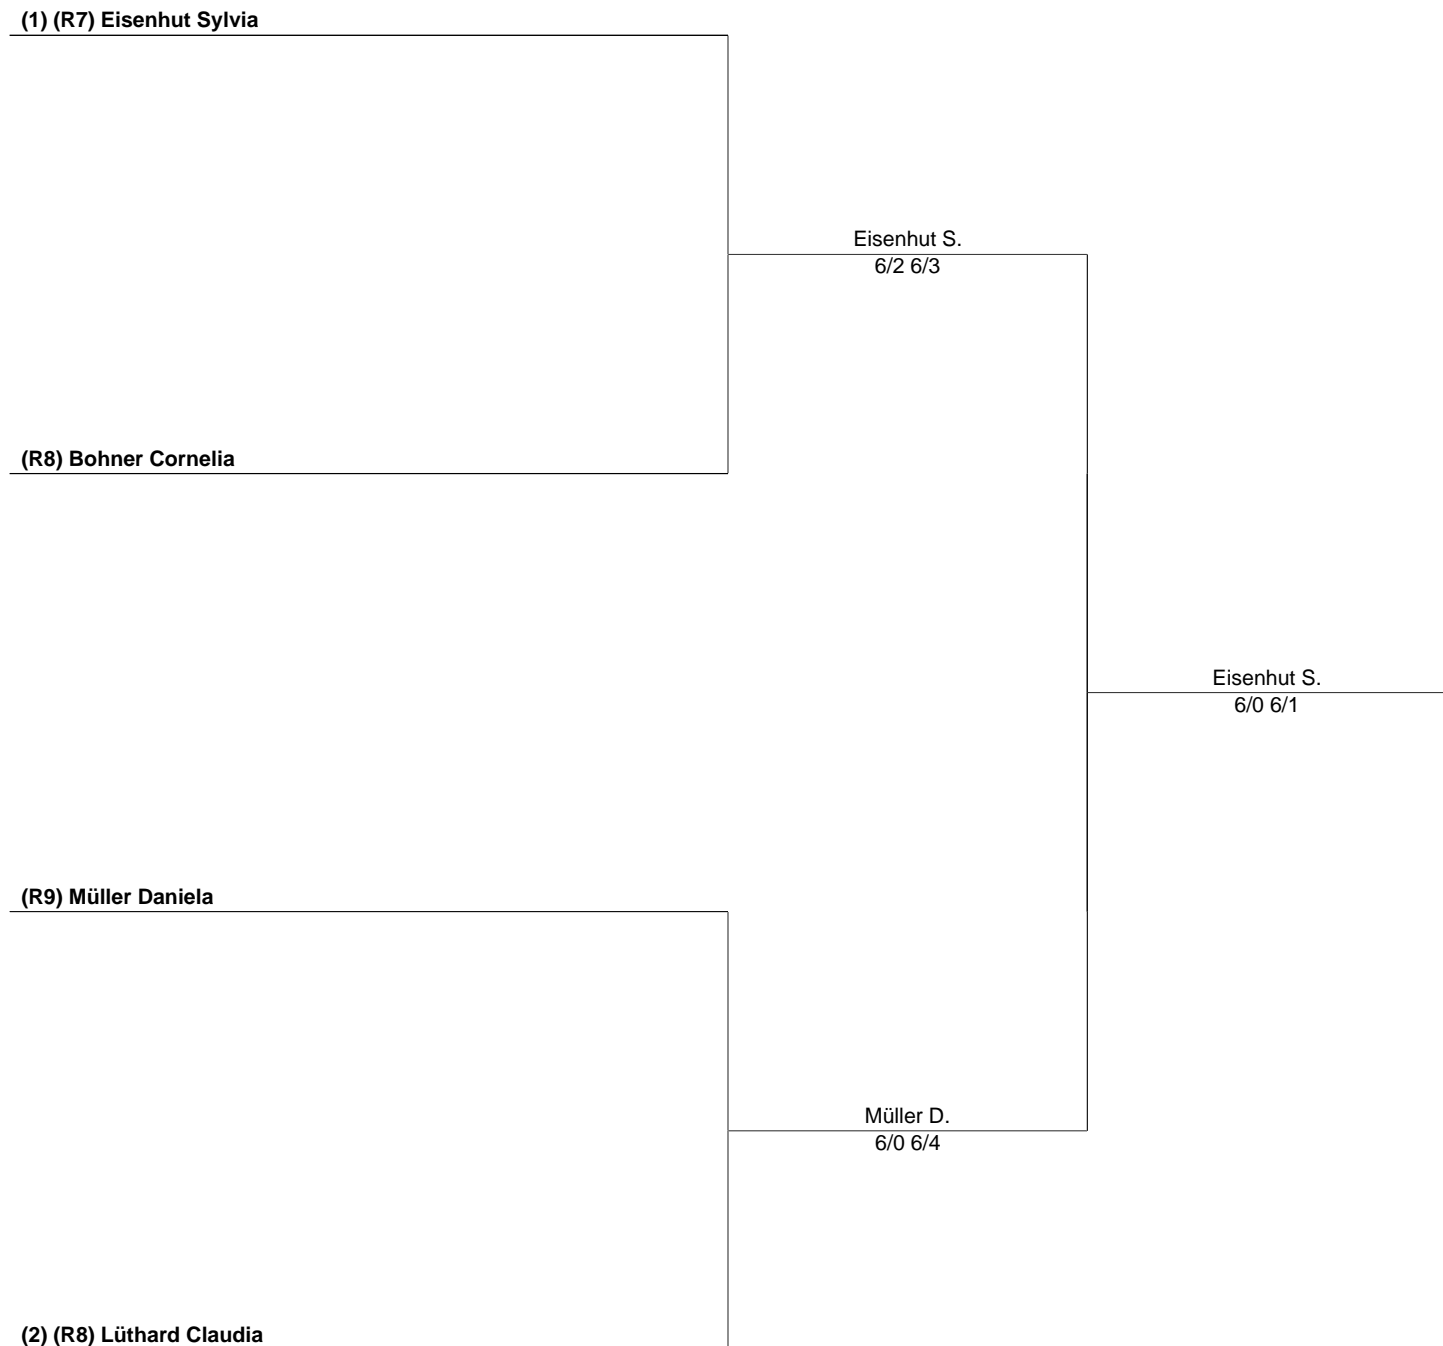 (1) (R7) Eisenhut Sylvia
Eisenhut S.
6/2 6/3
(R8) Bohner Cornelia
Eisenhut S.
6/0 6/1
(R9) Müller Daniela
Müller D.
6/0 6/4
(2) (R8) Lüthard Claudia